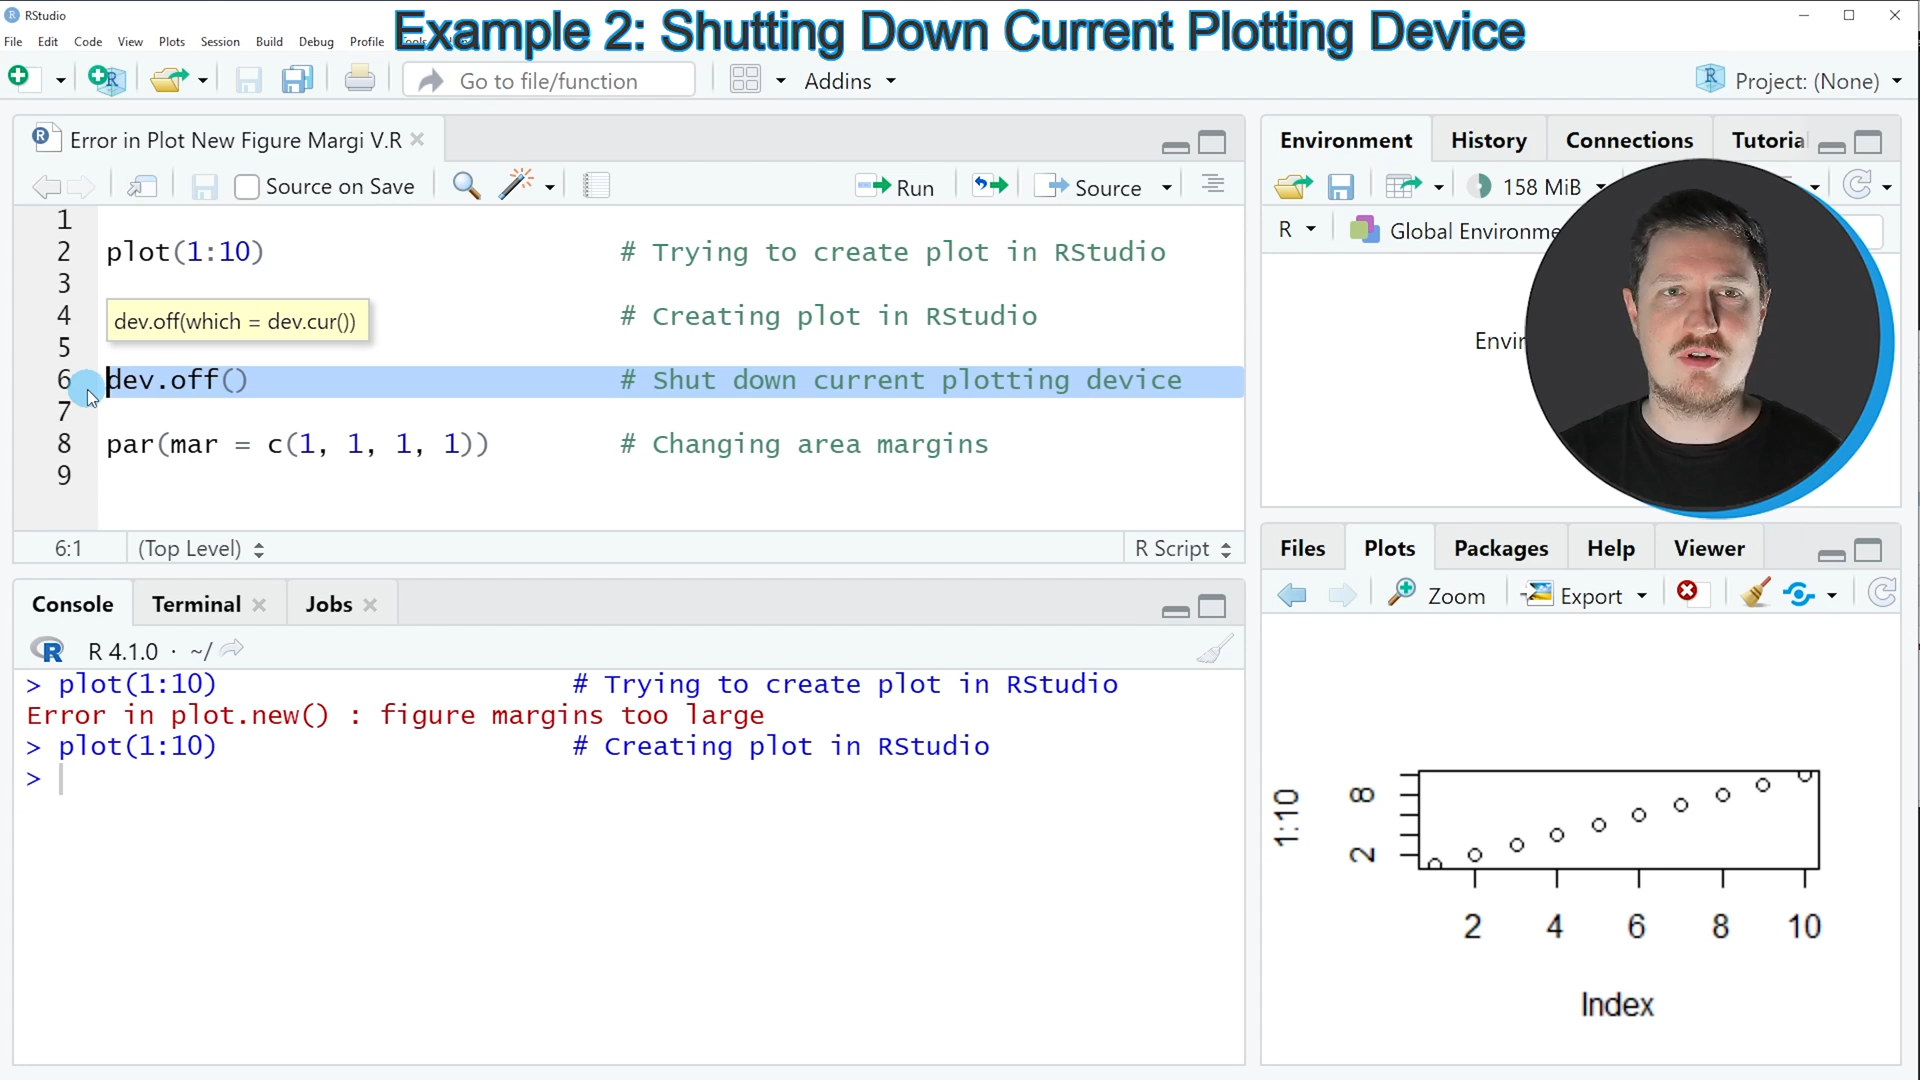 RStudio
Example 2: Shutting Down Current Plotting Device
File Edit Code View Plots Session Build Debug Profile
Go to file/function
Addins
Project: (None)
Error in Plot New Figure Margi V.R
Source on Save
Run
Source
1
2 plot(1:10) # Trying to create plot in RStudio
3
4 # Creating plot in RStudio
dev.off(which = dev.cur())
5
6 dev.off() # Shut down current plotting device
7
8 par(mar = c(1, 1, 1, 1)) # Changing area margins
9
6:1 (Top Level) R Script
Console Terminal Jobs
R 4.1.0 · ~/
> plot(1:10) # Trying to create plot in RStudio
Error in plot.new() : figure margins too large
> plot(1:10) # Creating plot in RStudio
>
Environment History Connections Tutoria
158 MiB
R Global Environme
Envir
Files Plots Packages Help Viewer
Zoom Export
1:10
8
2
2 4 6 8 10
Index